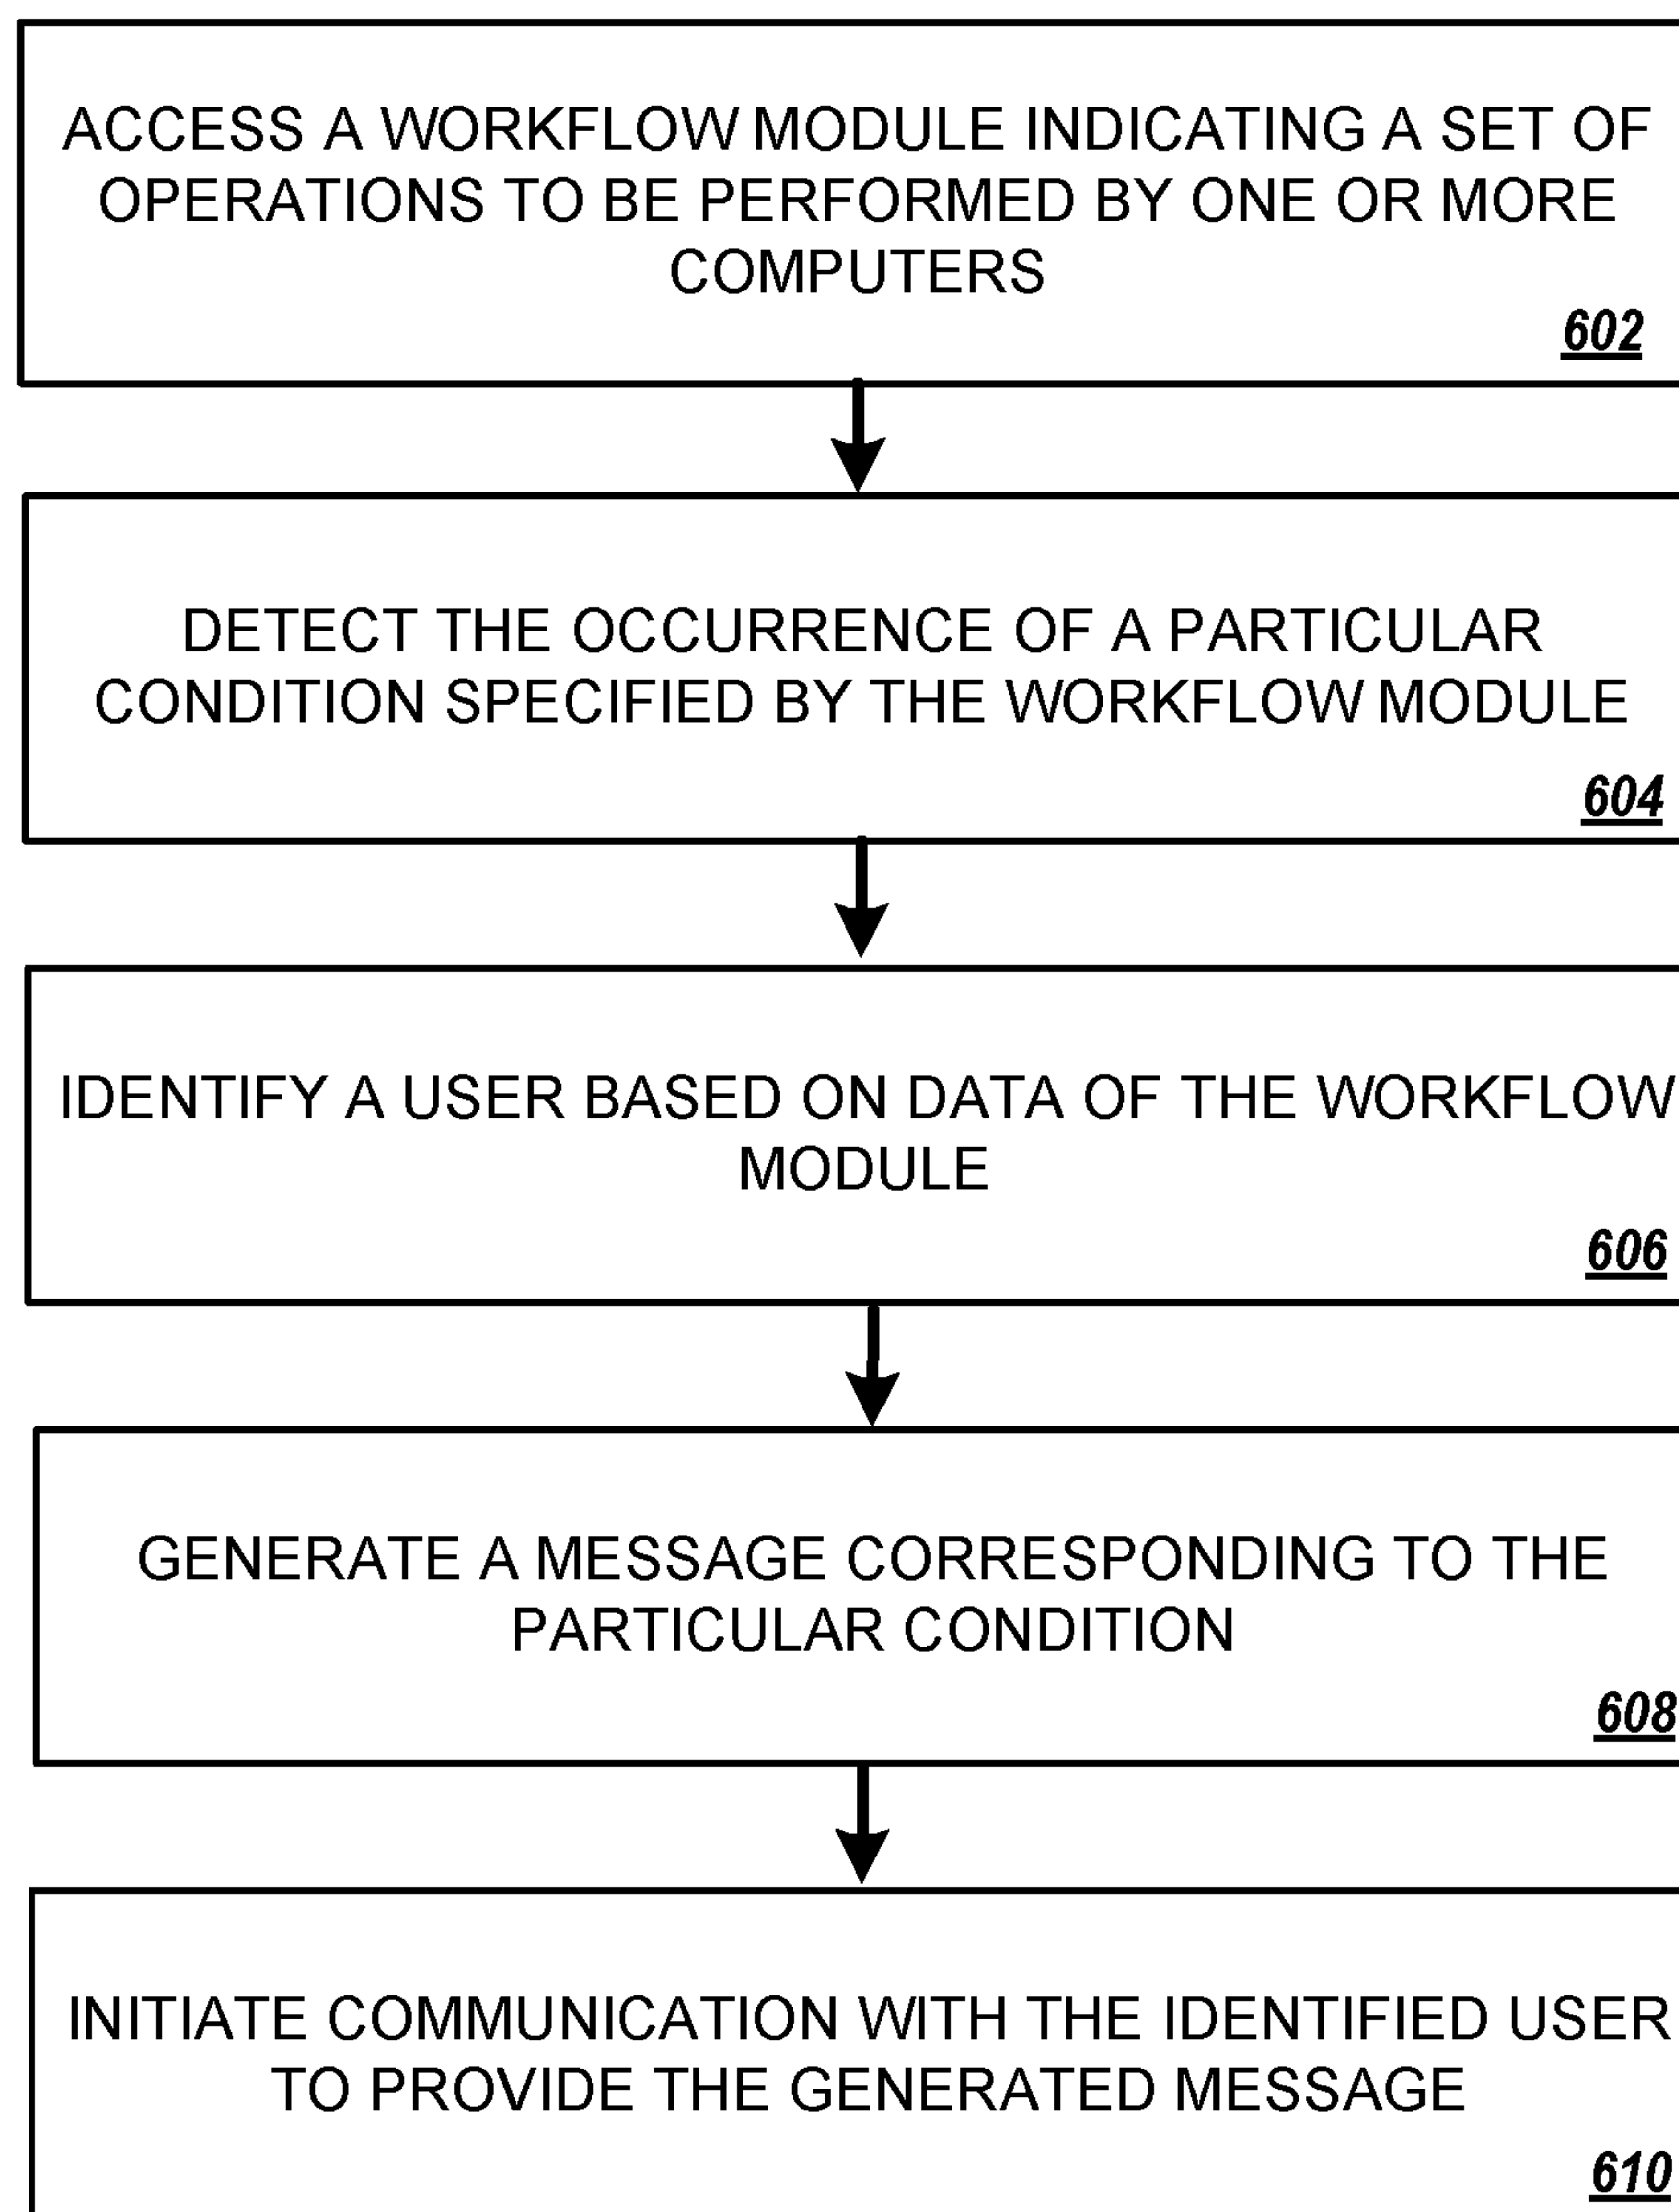 ACCESS A WORKFLOW MODULE INDICATING A SET OF
OPERATIONS TO BE PERFORMED BY ONE OR MORE
COMPUTERS
602
DETECT THE OCCURRENCE OF A PARTICULAR
CONDITION SPECIFIED BY THE WORKFLOW MODULE
604
IDENTIFY A USER BASED ON DATA OF THE WORKFLOW
MODULE
606
GENERATE A MESSAGE CORRESPONDING TO THE
PARTICULAR CONDITION
608
INITIATE COMMUNICATION WITH THE IDENTIFIED USER
TO PROVIDE THE GENERATED MESSAGE
610